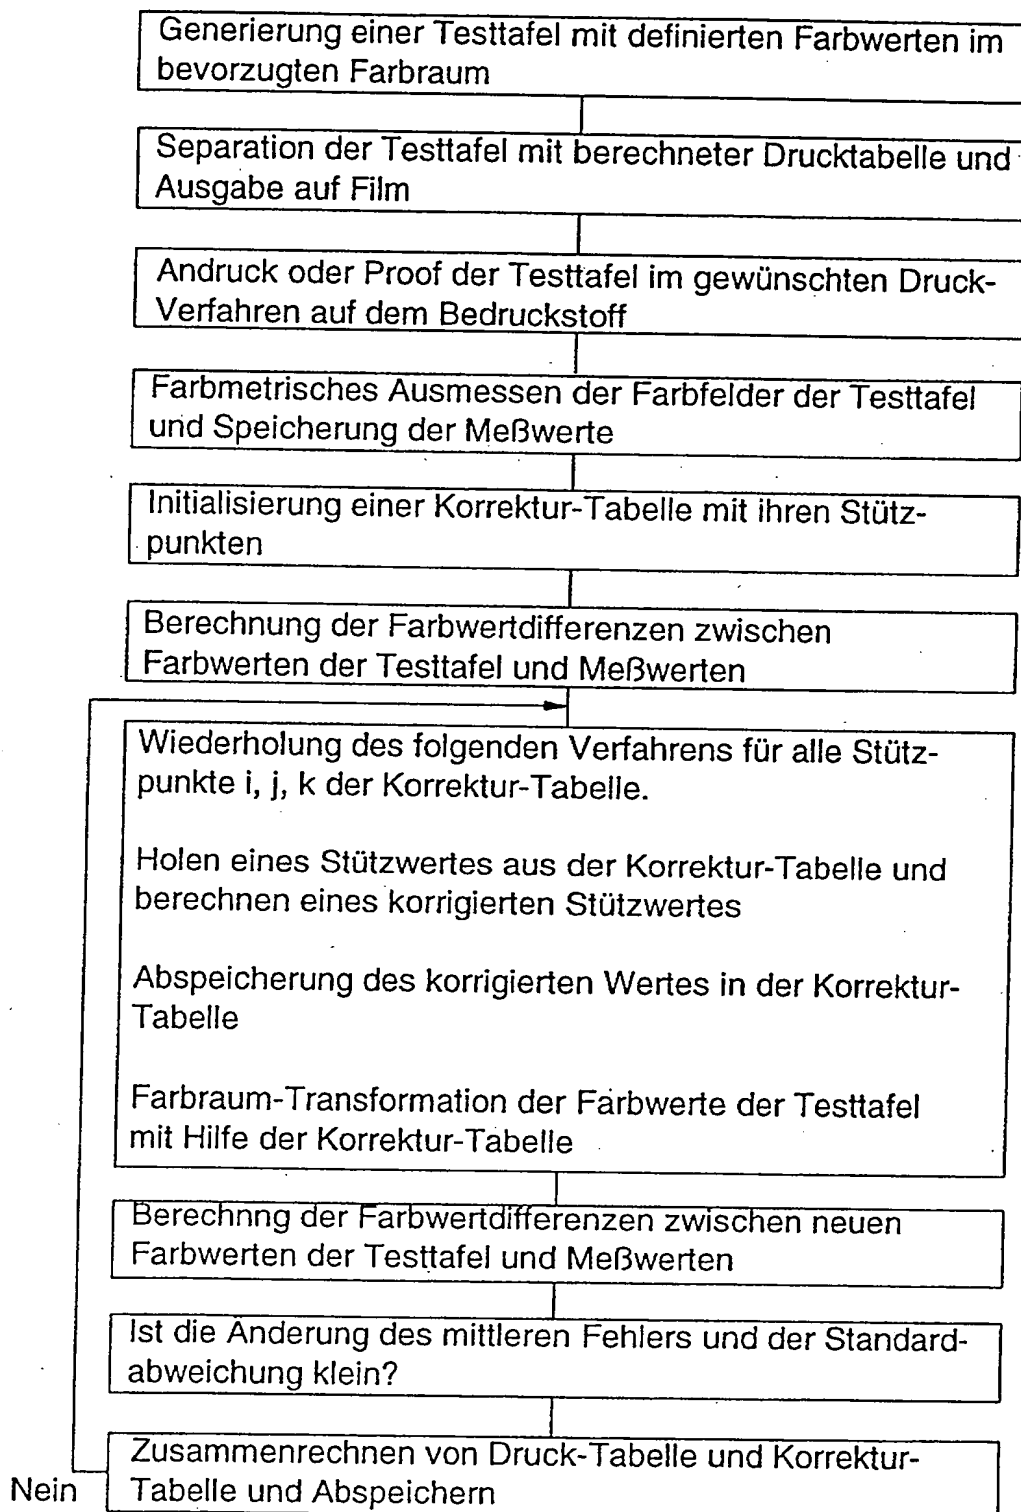 Generierung einer Testtafel mit definierten Farbwerten im
bevorzugten Farbraum
Separation der Testtafel mit berechneter Drucktabelle und
Ausgabe auf Film
Andruck oder Proof der Testtafel im gewünschten Druck-
Verfahren auf dem Bedruckstoff
Farbmetrisches Ausmessen der Farbfelder der Testtafel
und Speicherung der Meßwerte
Initialisierung einer Korrektur-Tabelle mit ihren Stütz-
punkten
Berechnung der Farbwertdifferenzen zwischen
Farbwerten der Testtafel und Meßwerten
Wiederholung des folgenden Verfahrens für alle Stütz-
punkte i, j, k der Korrektur-Tabelle.
Holen eines Stützwertes aus der Korrektur-Tabelle und
berechnen eines korrigierten Stützwertes
Abspeicherung des korrigierten Wertes in der Korrektur-
Tabelle
Farbraum-Transformation der Farbwerte der Testtafel
mit Hilfe der Korrektur-Tabelle
Berechnng der Farbwertdifferenzen zwischen neuen
Farbwerten der Testtafel und Meßwerten
Ist die Änderung des mittleren Fehlers und der Standard-
abweichung klein?
Zusammenrechnen von Druck-Tabelle und Korrektur-
Tabelle und Abspeichern
Nein